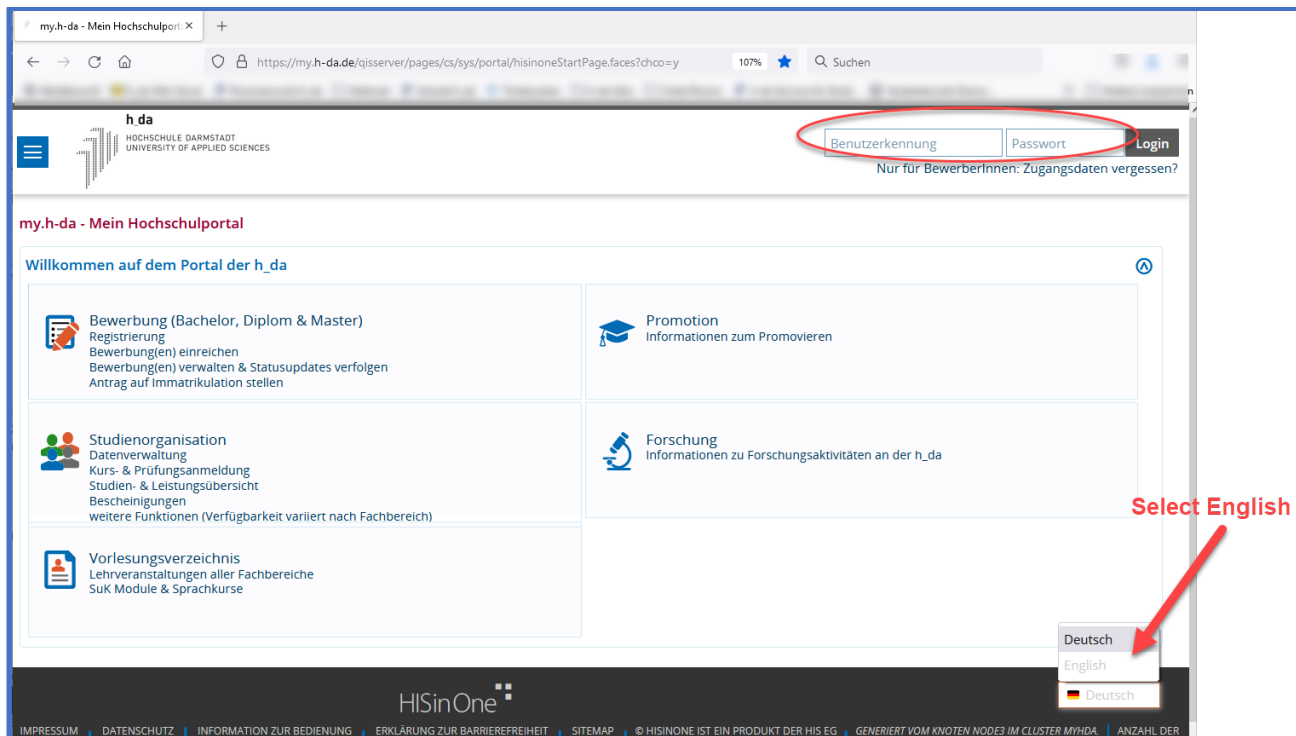 my.h-da - Mein Hochschulport
https://my.h-da.de/qisserver/pages/cs/sys/portal/hisinoneStartPage.faces?chco=y
107%
Suchen
h_da
HOCHSCHULE DARMSTADT
UNIVERSITY OF APPLIED SCIENCES
Benutzerkennung
Passwort
Login
Nur für BewerberInnen: Zugangsdaten vergessen?
my.h-da - Mein Hochschulportal
Willkommen auf dem Portal der h_da
Bewerbung (Bachelor, Diplom & Master)
Registrierung
Bewerbung(en) einreichen
Bewerbung(en) verwalten & Statusupdates verfolgen
Antrag auf Immatrikulation stellen
Promotion
Informationen zum Promovieren
Studienorganisation
Datenverwaltung
Kurs- & Prüfungsanmeldung
Studien- & Leistungsübersicht
Bescheinigungen
weitere Funktionen (Verfügbarkeit variiert nach Fachbereich)
Forschung
Informationen zu Forschungsaktivitäten an der h_da
Select English
Vorlesungsverzeichnis
Lehrveranstaltungen aller Fachbereiche
SuK Module & Sprachkurse
Deutsch
English
Deutsch
HISinOne
IMPRESSUM DATENSCHUTZ INFORMATION ZUR BEDIENUNG ERKLÄRUNG ZUR BARRIEREFREIHEIT SITEMAP © HISINONE IST EIN PRODUKT DER HIS EG GENERIERT VOM KNOTEN NODE3 IM CLUSTER MYHDA ANZAHL DER